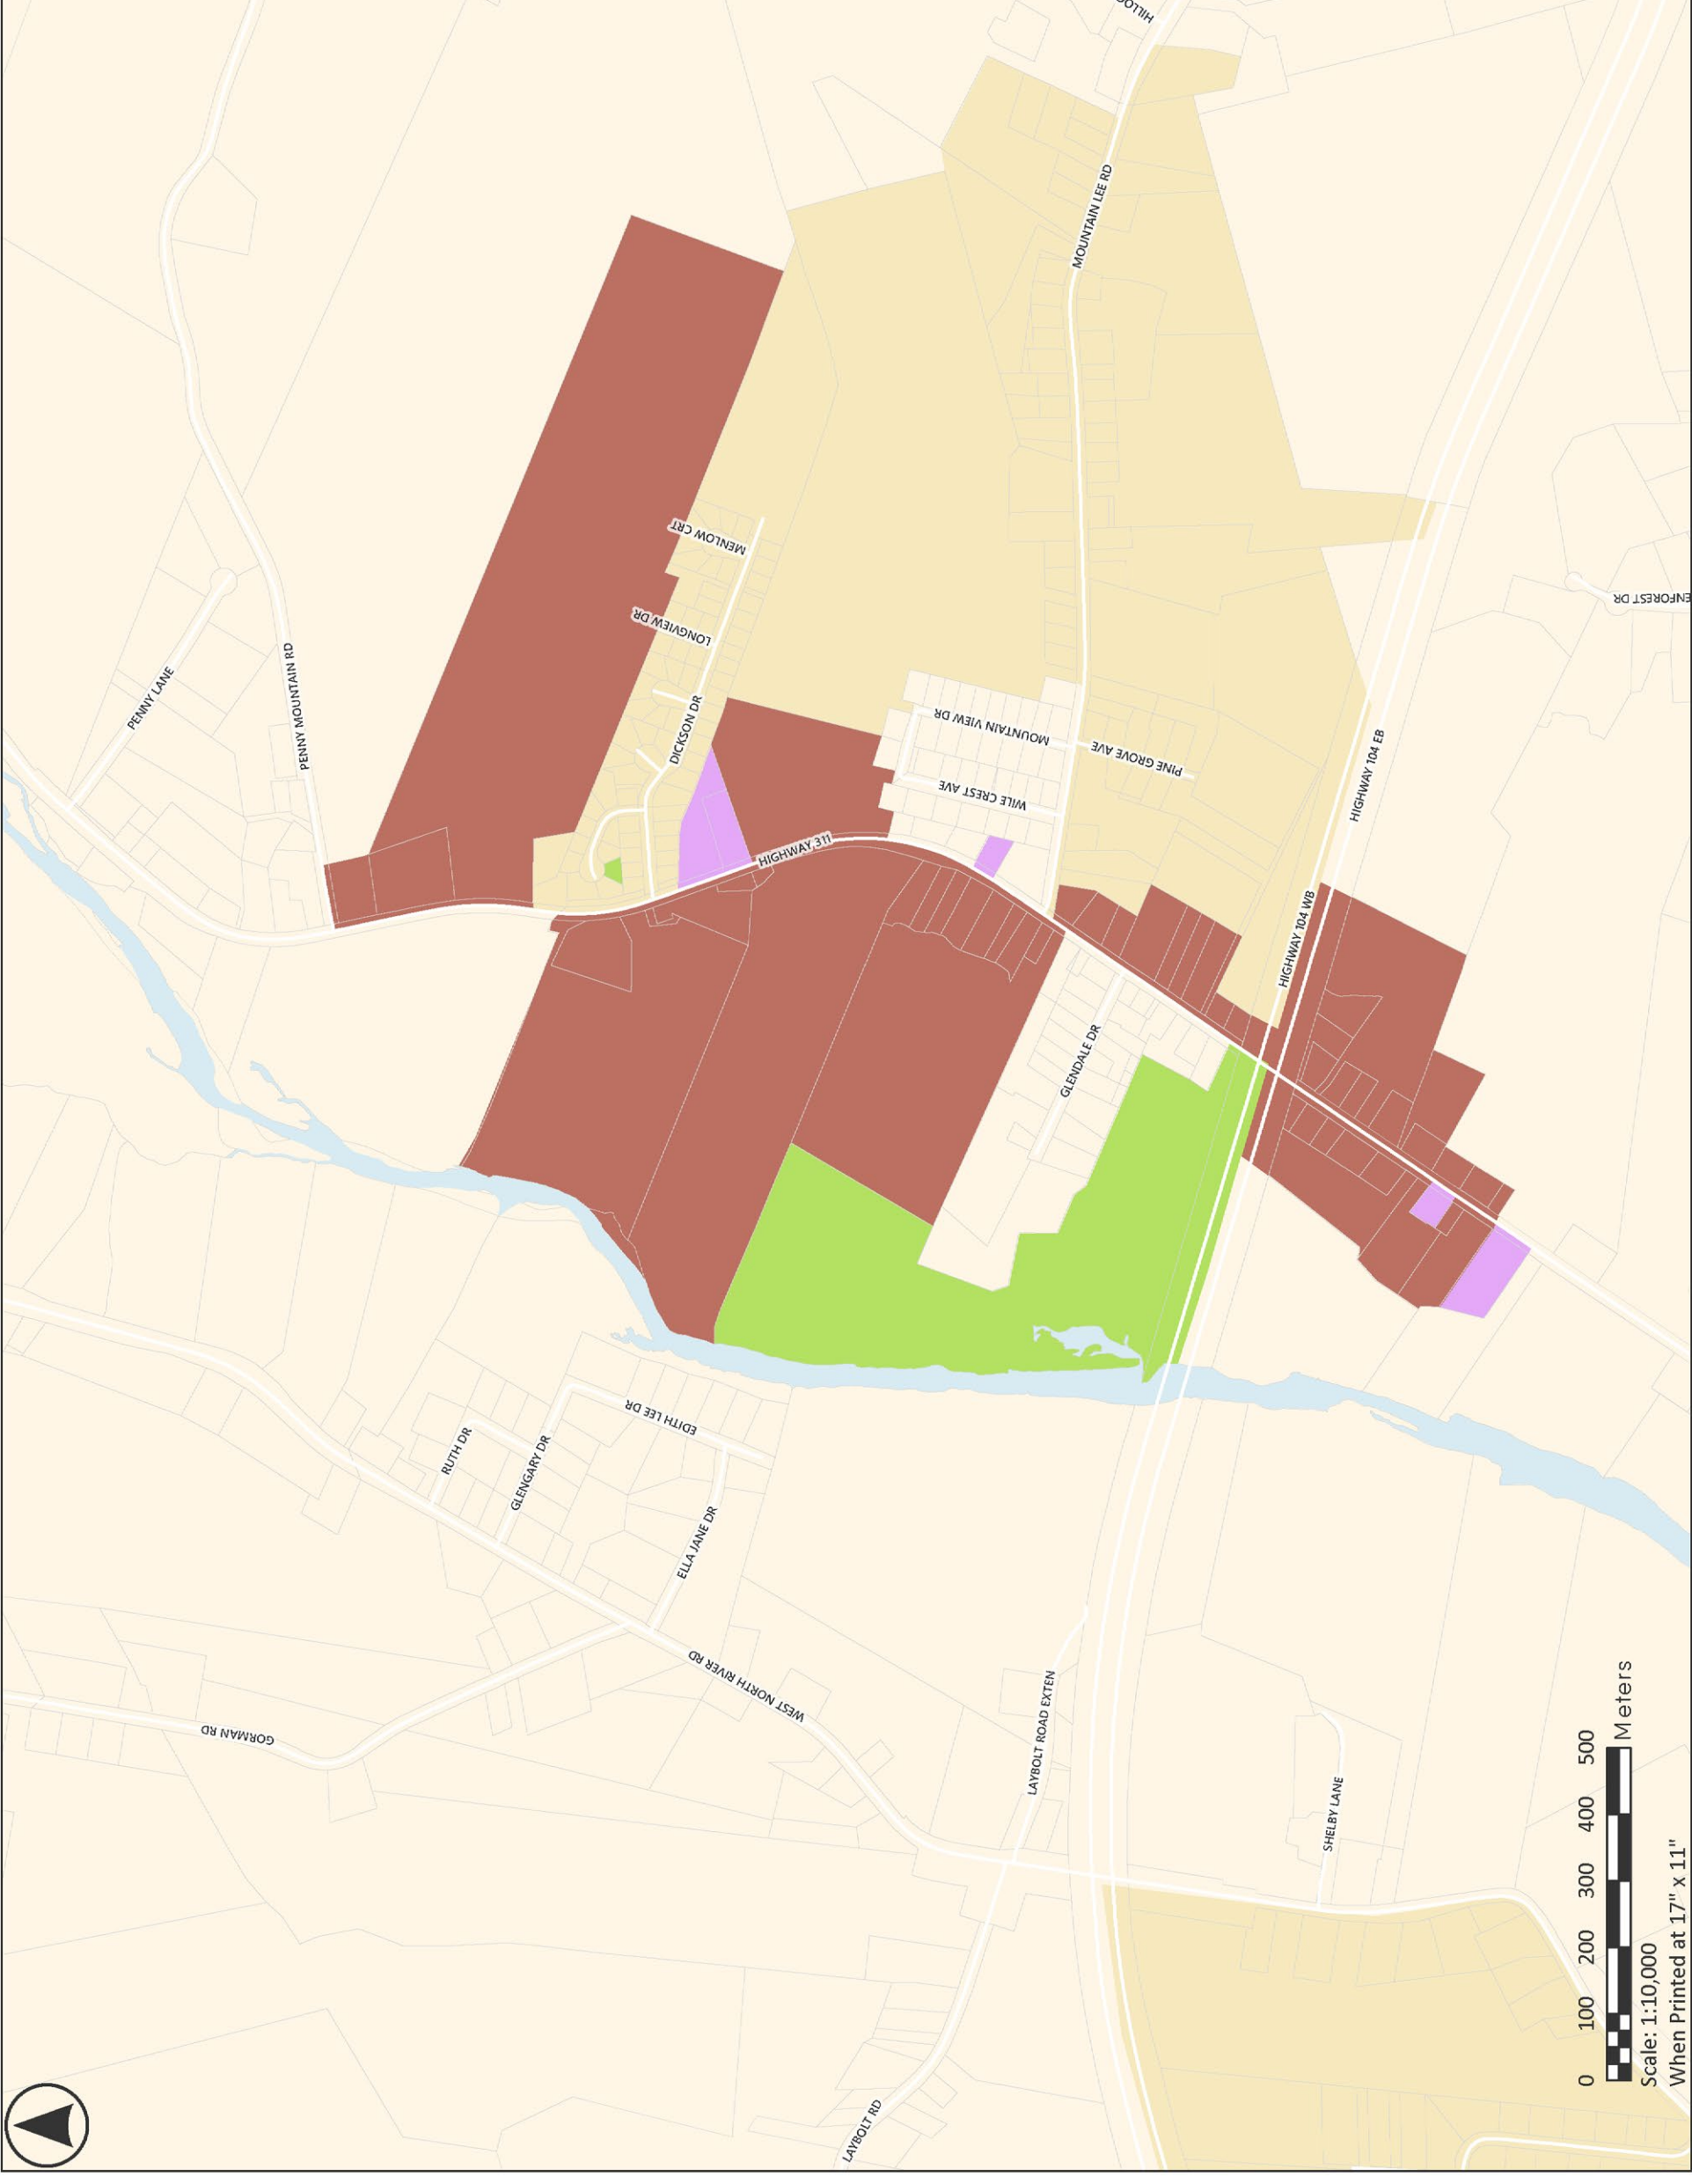 HILLO
MOUNTAIN LEE RD
PENNY LANE
PENNY MOUNTAIN RD
MENLOW CRT
LONGVIEW DR
DICKSON DR
HIGHWAY 311
MOUNTAIN VIEW DR
WILE CREST AVE
PINE GROVE AVE
ENFOREST DR
HIGHWAY 104 EB
HIGHWAY 104 WB
GLENDALE DR
EDITH LEE DR
RUTH DR
GLENGARY DR
ELLA JANE DR
WEST NORTH RIVER RD
GORMAN RD
LAYBOLT ROAD EXTEN
SHELBY LANE
LAYBOLT RD
0 100 200 300 400 500
Meters
Scale: 1:10,000
When Printed at 17" x 11"